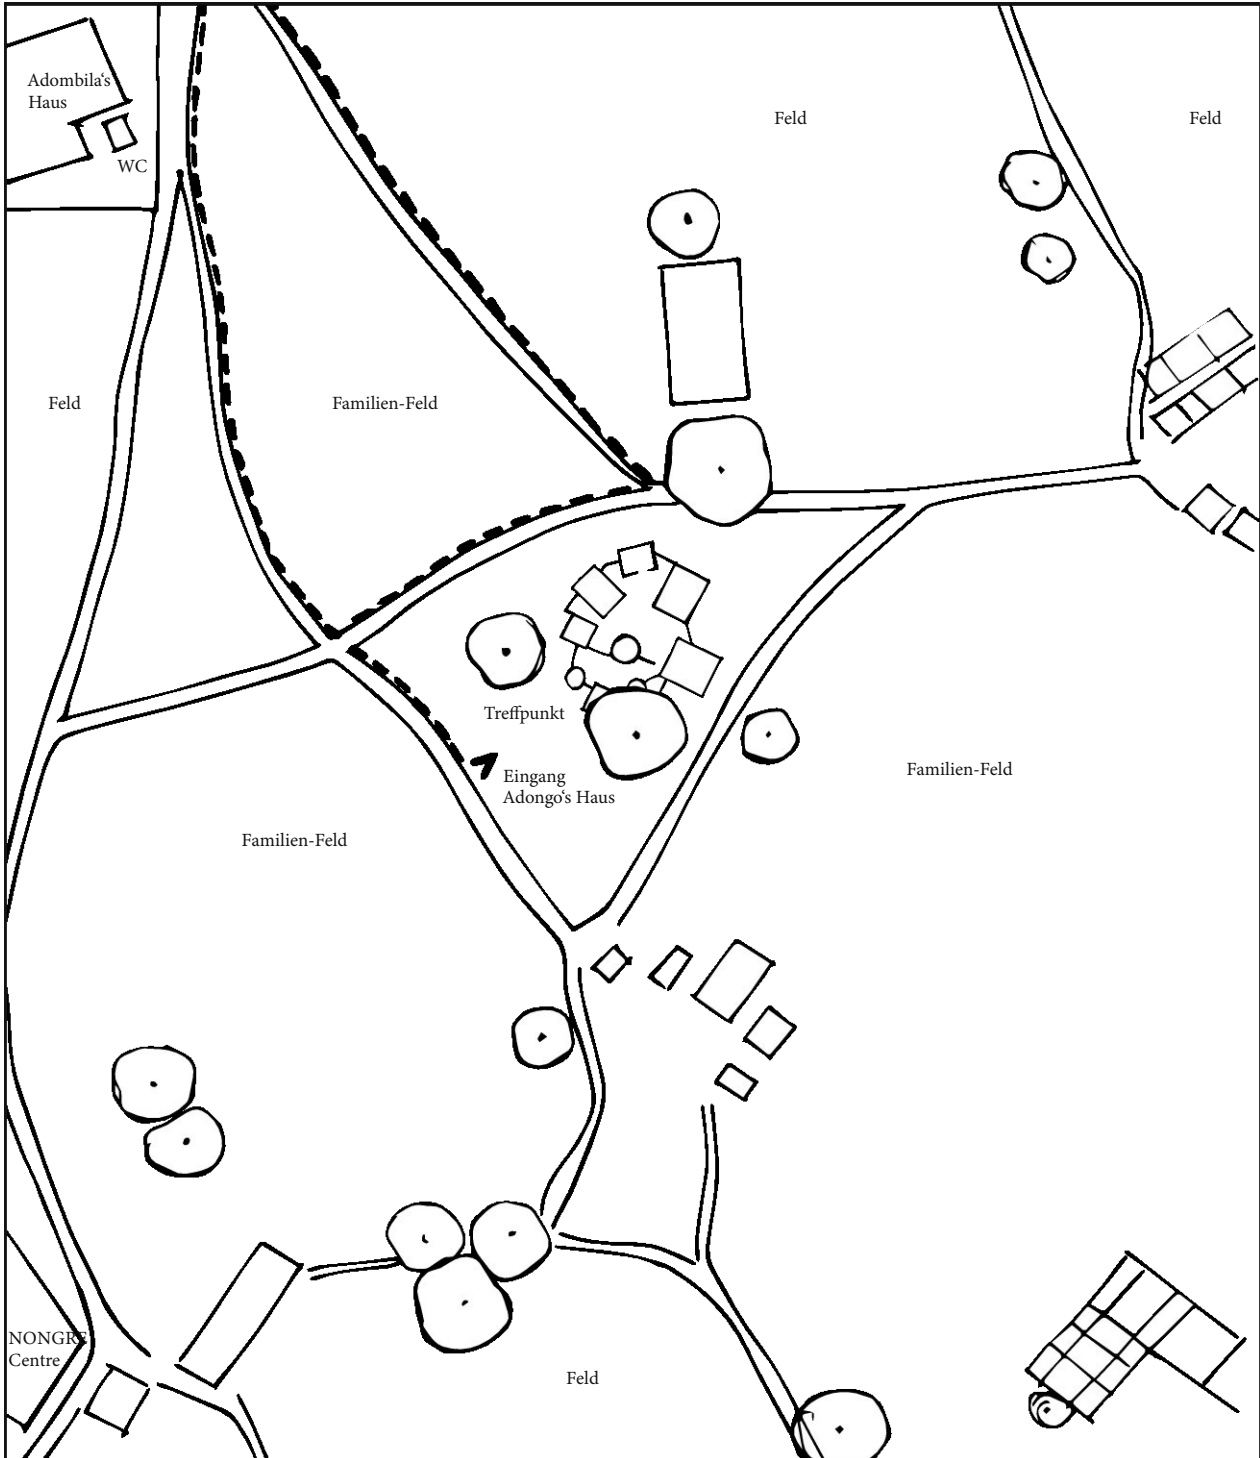 Adombila‘s
Haus
WC
Feld
Feld
Feld
Familien-Feld
Treffpunkt
Eingang
Adongo‘s Haus
Familien-Feld
Familien-Feld
NONGRE
Centre
Feld